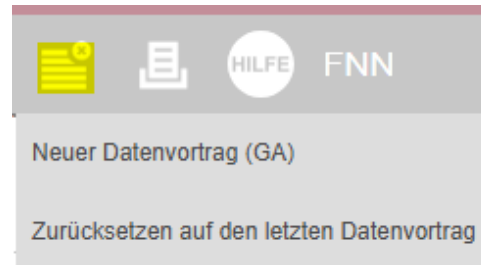 HILFE FNN
Neuer Datenvortrag (GA)
Zurücksetzen auf den letzten Datenvortrag